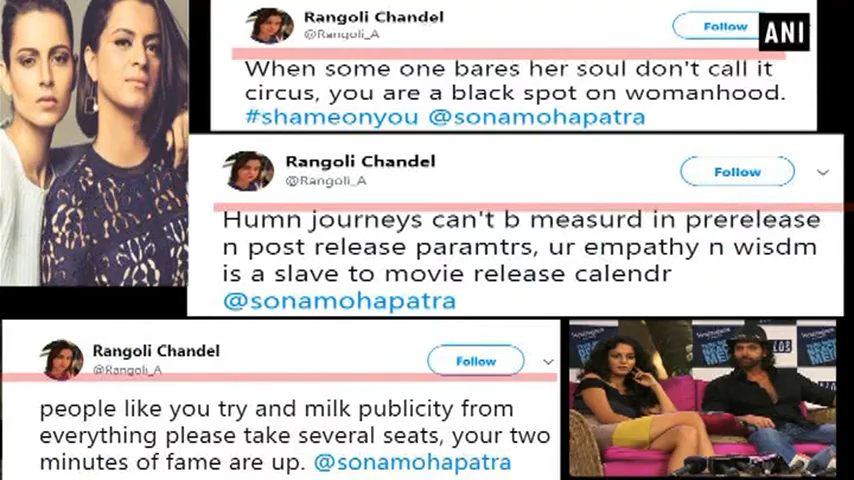 ANI
Rangoli Chandel
@Rangoli_A
Follow
When some one bares her soul don't call it
circus, you are a black spot on womanhood.
#shameonyou @sonamohapatra
Rangoli Chandel
@Rangoli_A
Follow
Humn journeys can't b measurd in prerelease
n post release paramtrs, ur empathy n wisdm
is a slave to movie release calendr
@sonamohapatra
Rangoli Chandel
@Rangoli_A
Follow
people like you try and milk publicity from
everything please take several seats, your two
minutes of fame are up. @sonamohapatra